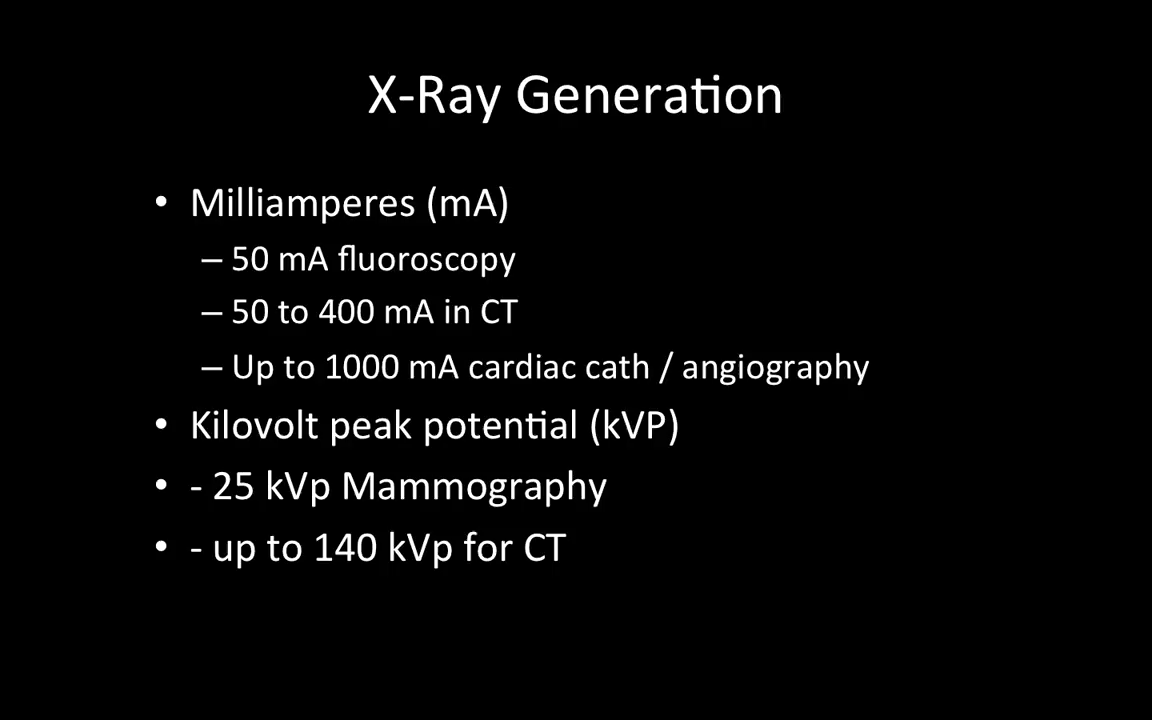 X-Ray Generation
• Milliamperes (mA)
– 50 mA fluoroscopy
– 50 to 400 mA in CT
– Up to 1000 mA cardiac cath / angiography
• Kilovolt peak potential (kVP)
• - 25 kVp Mammography
• - up to 140 kVp for CT